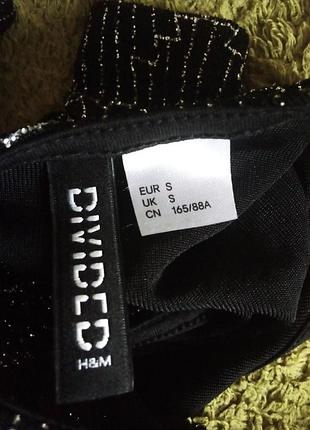 DIVIDED
H&M
EUR S
UK S
CN 165/88A